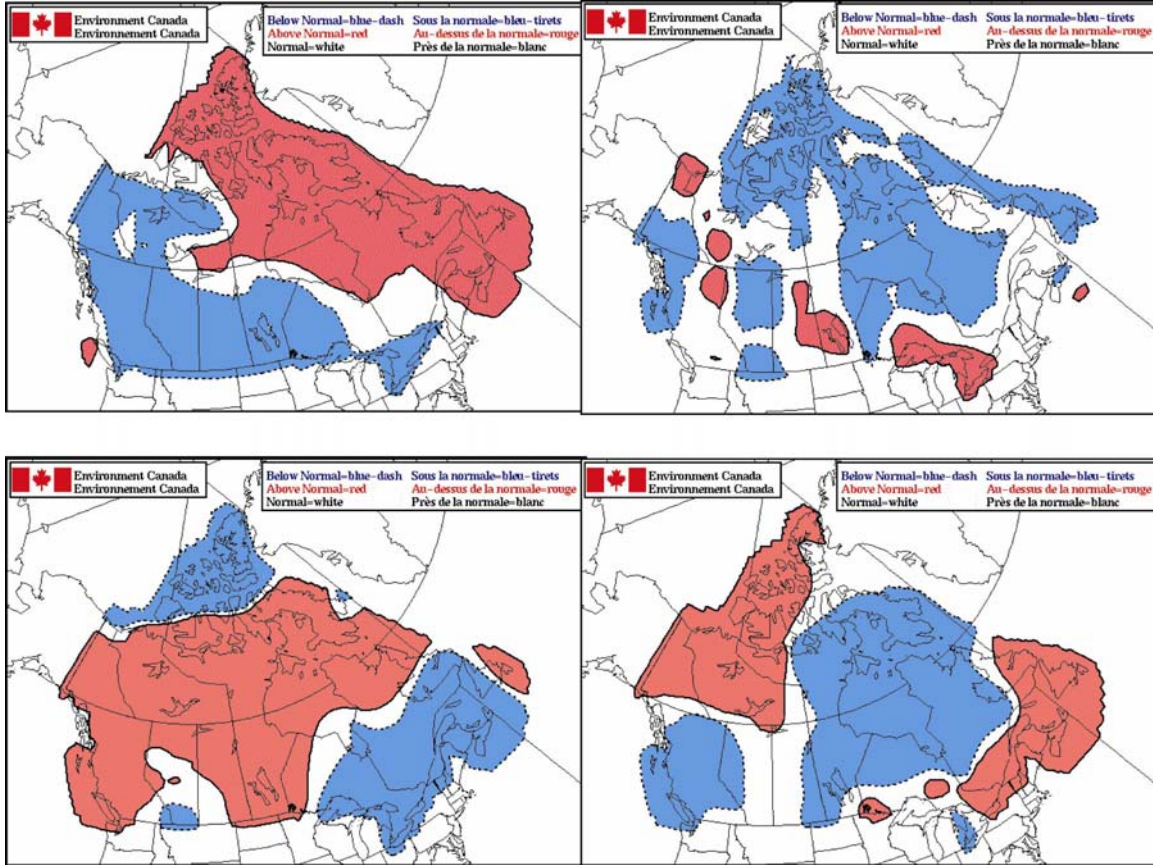 Environment Canada
Environnement Canada
Below Normal=blue-dash Sous la normale=bleu-tirets
Above Normal=red Au-dessus de la normale=rouge
Normal=white Près de la normale=blanc
Environment Canada
Environnement Canada
Below Normal=blue-dash Sous la normale=bleu-tirets
Above Normal=red Au-dessus de la normale=rouge
Normal=white Près de la normale=blanc
Environment Canada
Environnement Canada
Below Normal=blue-dash Sous la normale=bleu-tirets
Above Normal=red Au-dessus de la normale=rouge
Normal=white Près de la normale=blanc
Environment Canada
Environnement Canada
Below Normal=blue-dash Sous la normale=bleu-tirets
Above Normal=red Au-dessus de la normale=rouge
Normal=white Près de la normale=blanc